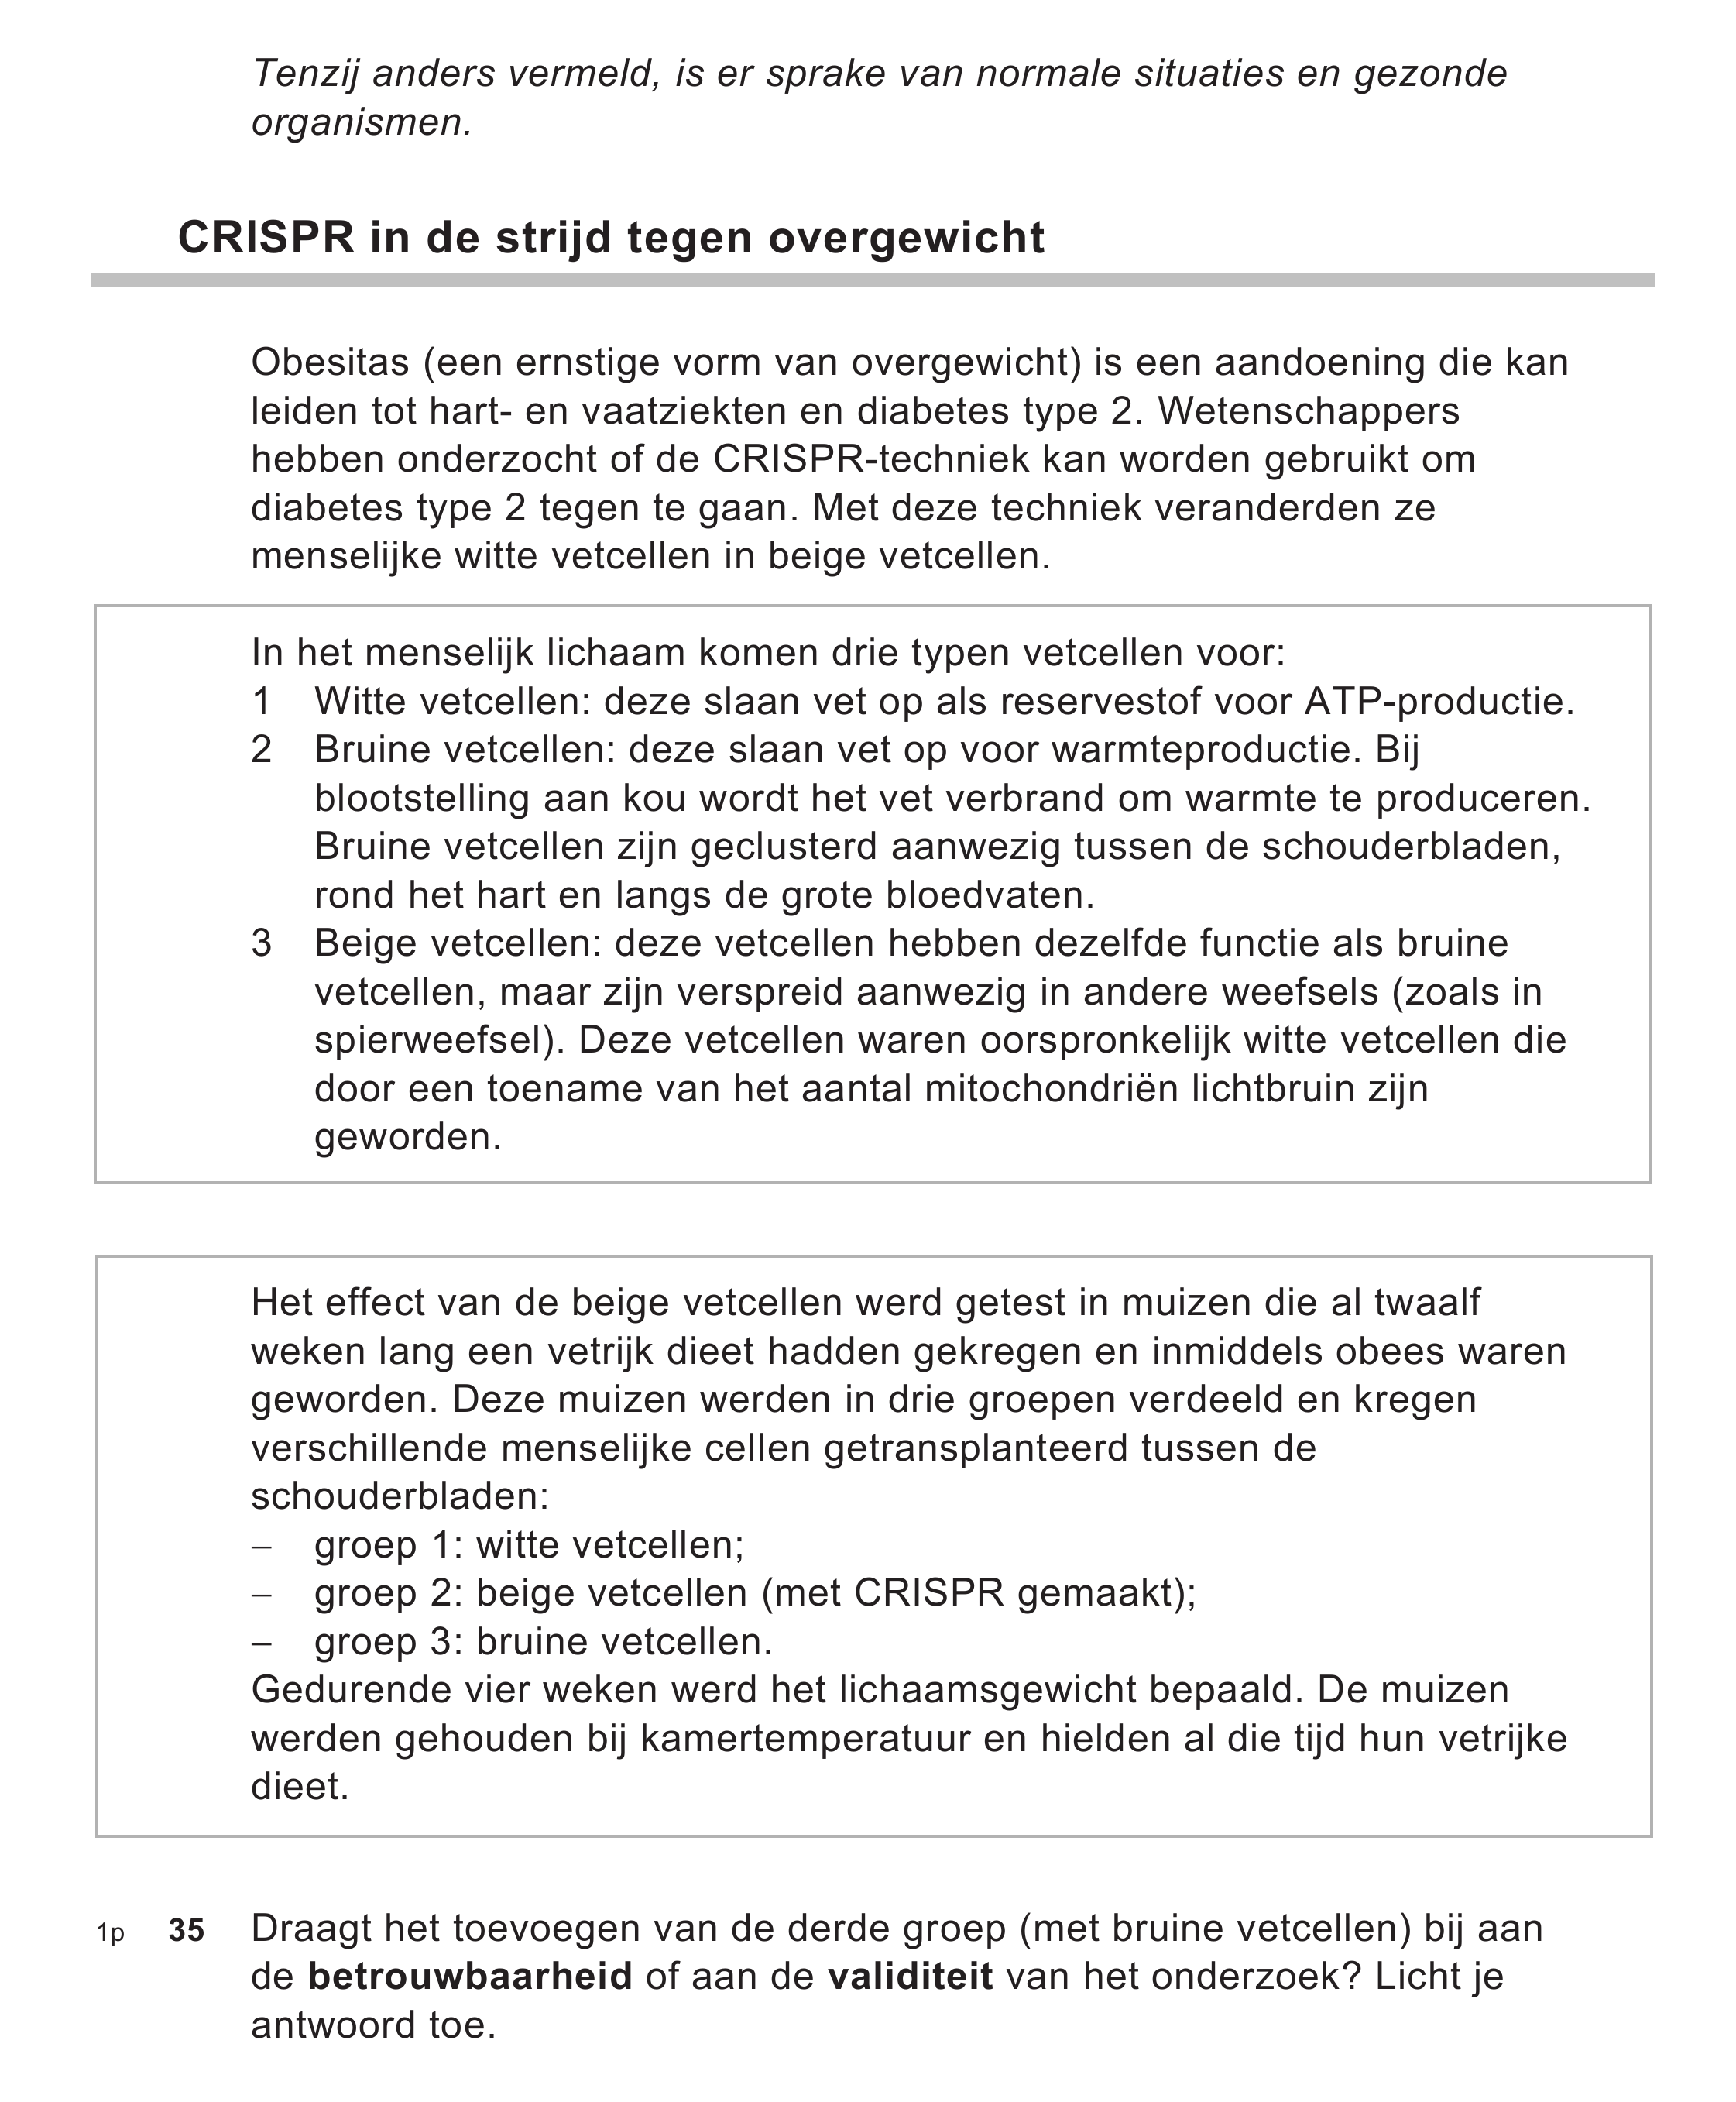 Tenzij anders vermeld, is er sprake van normale situaties en gezonde
organismen.
CRISPR in de strijd tegen overgewicht
Obesitas (een ernstige vorm van overgewicht) is een aandoening die kan
leiden tot hart- en vaatziekten en diabetes type 2. Wetenschappers
hebben onderzocht of de CRISPR-techniek kan worden gebruikt om
diabetes type 2 tegen te gaan. Met deze techniek veranderden ze
menselijke witte vetcellen in beige vetcellen.
In het menselijk lichaam komen drie typen vetcellen voor:
1 Witte vetcellen: deze slaan vet op als reservestof voor ATP-productie.
2 Bruine vetcellen: deze slaan vet op voor warmteproductie. Bij
blootstelling aan kou wordt het vet verbrand om warmte te produceren.
Bruine vetcellen zijn geclusterd aanwezig tussen de schouderbladen,
rond het hart en langs de grote bloedvaten.
3 Beige vetcellen: deze vetcellen hebben dezelfde functie als bruine
vetcellen, maar zijn verspreid aanwezig in andere weefsels (zoals in
spierweefsel). Deze vetcellen waren oorspronkelijk witte vetcellen die
door een toename van het aantal mitochondriën lichtbruin zijn
geworden.
Het effect van de beige vetcellen werd getest in muizen die al twaalf
weken lang een vetrijk dieet hadden gekregen en inmiddels obees waren
geworden. Deze muizen werden in drie groepen verdeeld en kregen
verschillende menselijke cellen getransplanteerd tussen de
schouderbladen:
– groep 1: witte vetcellen;
– groep 2: beige vetcellen (met CRISPR gemaakt);
– groep 3: bruine vetcellen.
Gedurende vier weken werd het lichaamsgewicht bepaald. De muizen
werden gehouden bij kamertemperatuur en hielden al die tijd hun vetrijke
dieet.
1p 35 Draagt het toevoegen van de derde groep (met bruine vetcellen) bij aan
de betrouwbaarheid of aan de validiteit van het onderzoek? Licht je
antwoord toe.